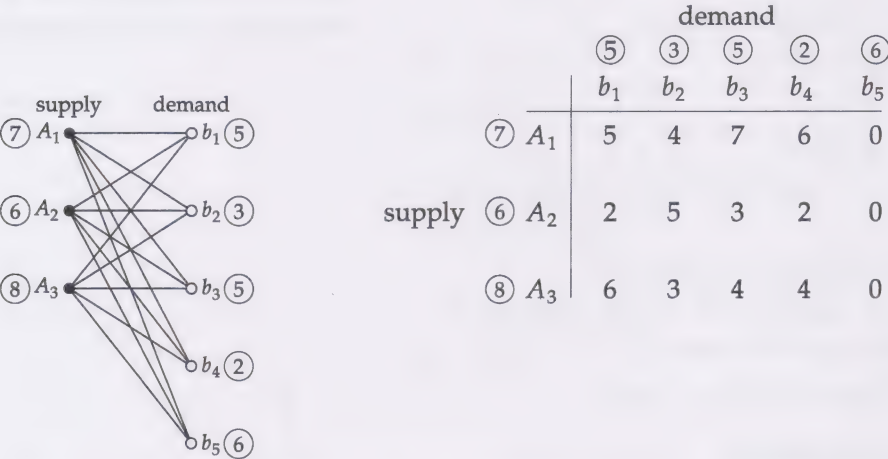 supply demand
⑦ A₁ b₁ ⑤
⑥ A₂ b₂ ③
⑧ A₃ b₃ ⑤
b₄ ②
b₅ ⑥
demand
⑤ ③ ⑤ ② ⑥
b₁ b₂ b₃ b₄ b₅
⑦ A₁ 5 4 7 6 0
supply ⑥ A₂ 2 5 3 2 0
⑧ A₃ 6 3 4 4 0